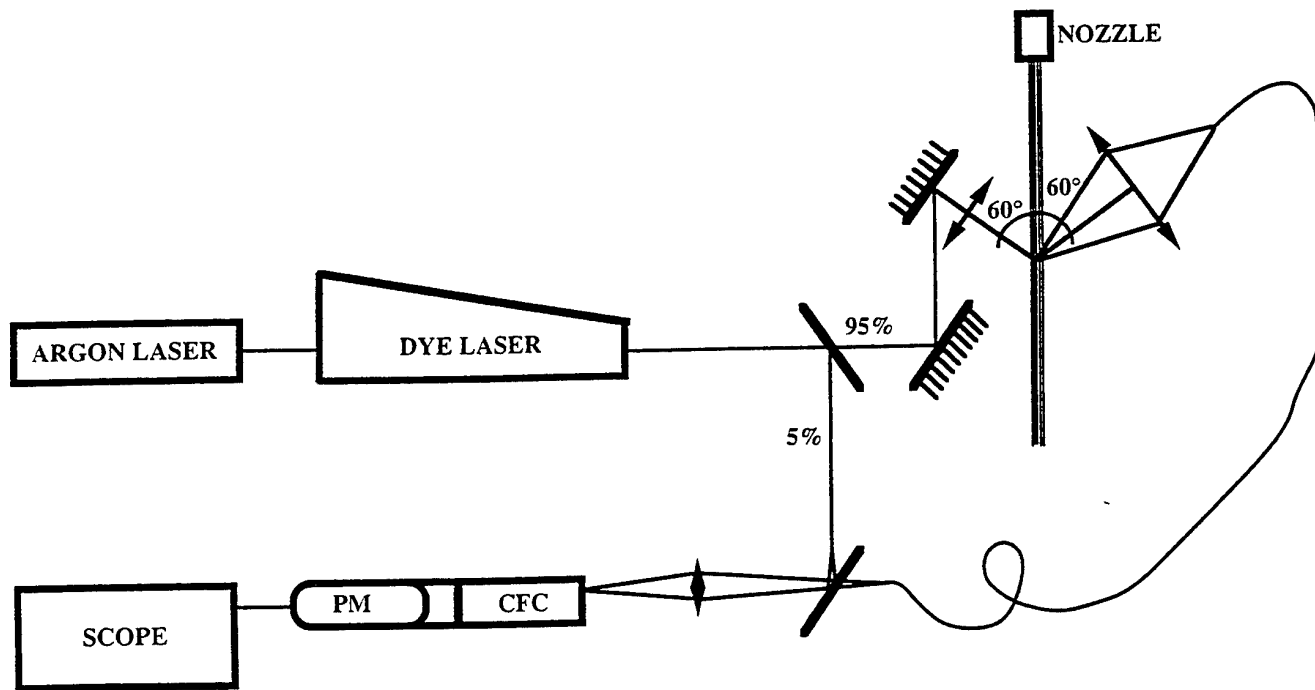 NOZZLE
60°
60°
ARGON LASER
DYE LASER
95%
5%
SCOPE
PM
CFC